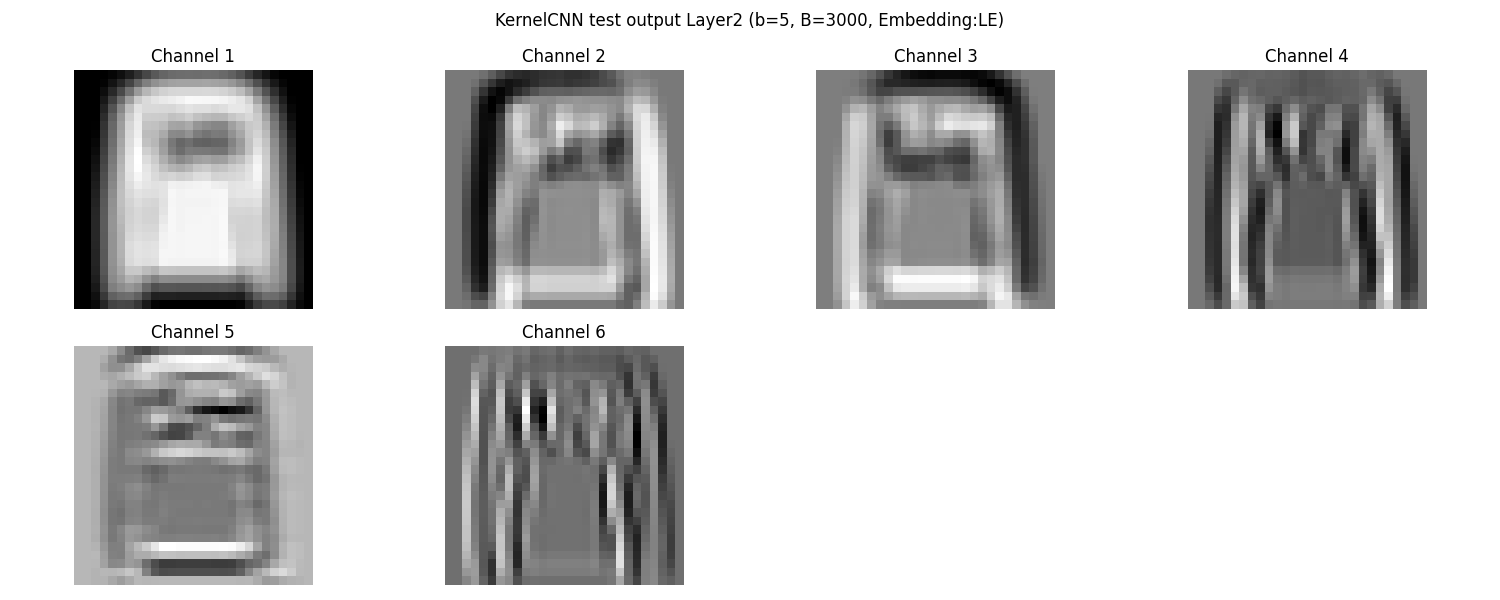 KernelCNN test output Layer2 (b=5, B=3000, Embedding:LE)
Channel 1
Channel 2
Channel 3
Channel 4
Channel 5
Channel 6